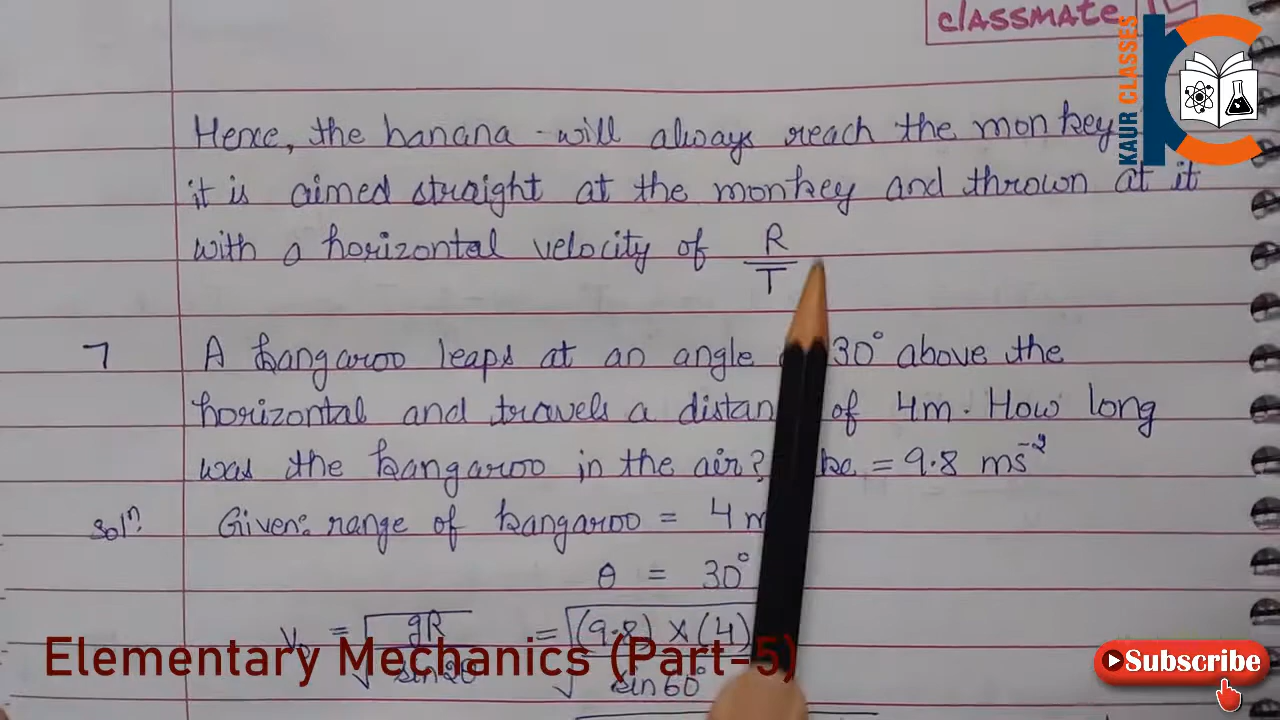 classmate
KAUR CLASSES
Hence, the banana will always reach the monkey
it is aimed straight at the monkey and thrown at it
with a horizontal velocity of R/T
7 A kangaroo leaps at an angle 30° above the
horizontal and travels a distan of 4m. How long
was the kangaroo in the air? = 9.8 ms⁻²
Solⁿ. Given: range of kangaroo = 4 m
θ = 30°
= √(gR/sin2θ) = √((9.8) × (4)/sin60°)
Elementary Mechanics (Part-5)
Subscribe